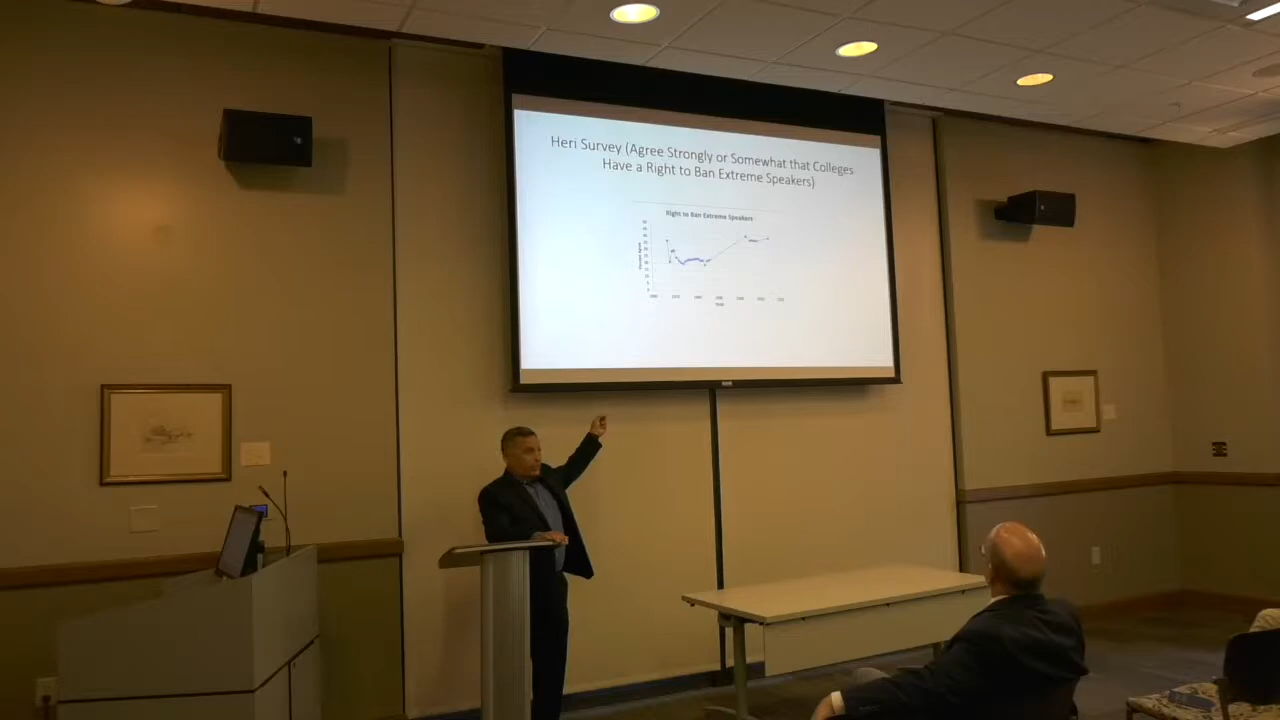 Heri Survey (Agree Strongly or Somewhat that Colleges
Have a Right to Ban Extreme Speakers)
Right to Ban Extreme Speakers